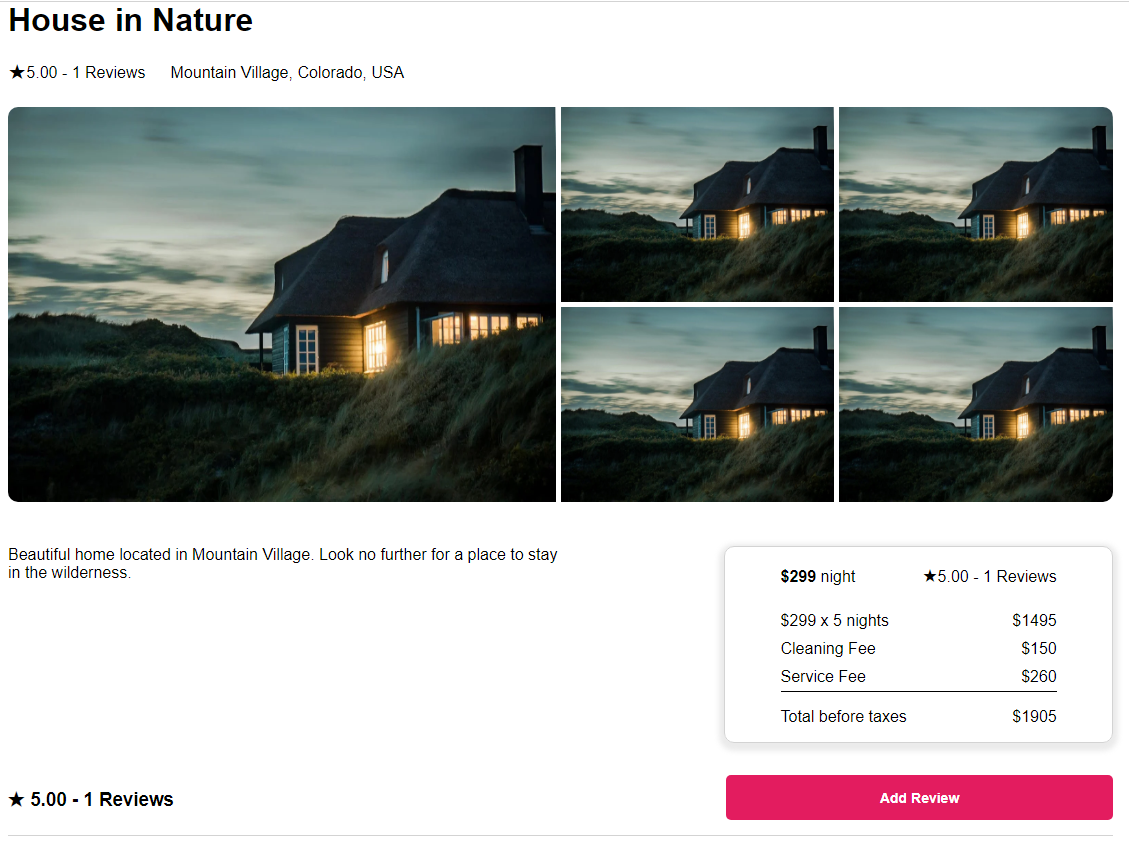 House in Nature
★5.00 - 1 Reviews Mountain Village, Colorado, USA
Beautiful home located in Mountain Village. Look no further for a place to stay
in the wilderness.
$299 night ★5.00 - 1 Reviews
$299 x 5 nights $1495
Cleaning Fee $150
Service Fee $260
Total before taxes $1905
★ 5.00 - 1 Reviews
Add Review